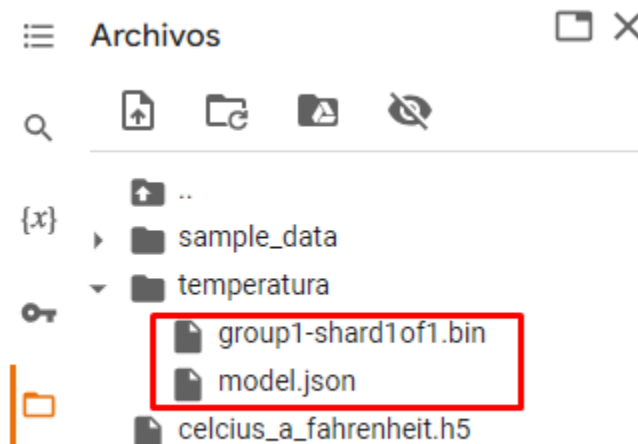 Archivos
{x}
..
sample_data
temperatura
group1-shard1of1.bin
model.json
celcius_a_fahrenheit.h5